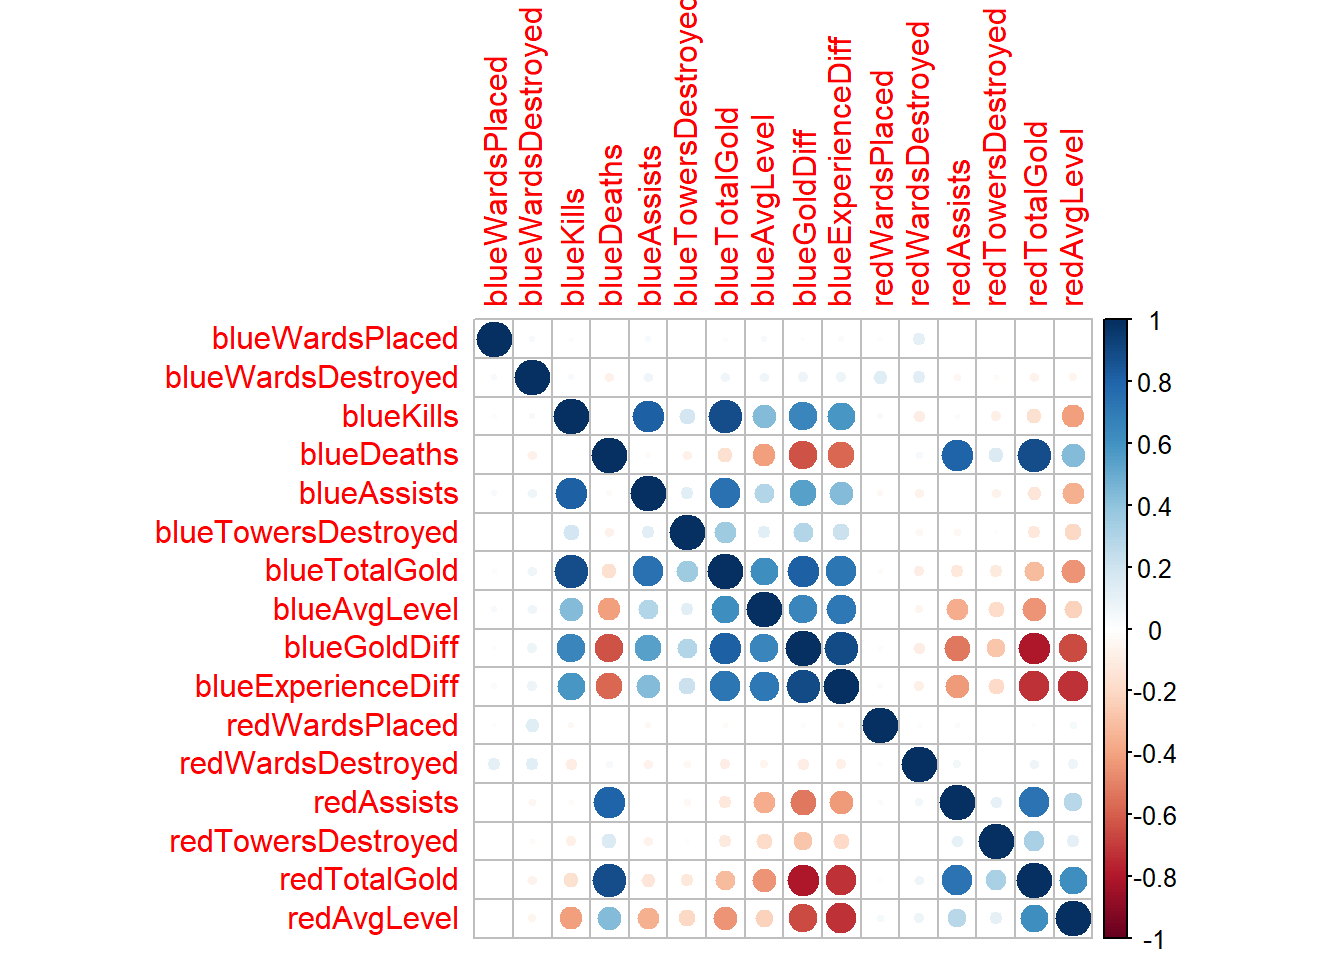 blueWardsPlaced
blueWardsDestroyed
blueKills
blueDeaths
blueAssists
blueTowersDestroyed
blueTotalGold
blueAvgLevel
blueGoldDiff
blueExperienceDiff
redWardsPlaced
redWardsDestroyed
redAssists
redTowersDestroyed
redTotalGold
redAvgLevel
blueWardsPlaced
blueWardsDestroyed
blueKills
blueDeaths
blueAssists
blueTowersDestroyed
blueTotalGold
blueAvgLevel
blueGoldDiff
blueExperienceDiff
redWardsPlaced
redWardsDestroyed
redAssists
redTowersDestroyed
redTotalGold
redAvgLevel
1
0.8
0.6
0.4
0.2
0
-0.2
-0.4
-0.6
-0.8
-1